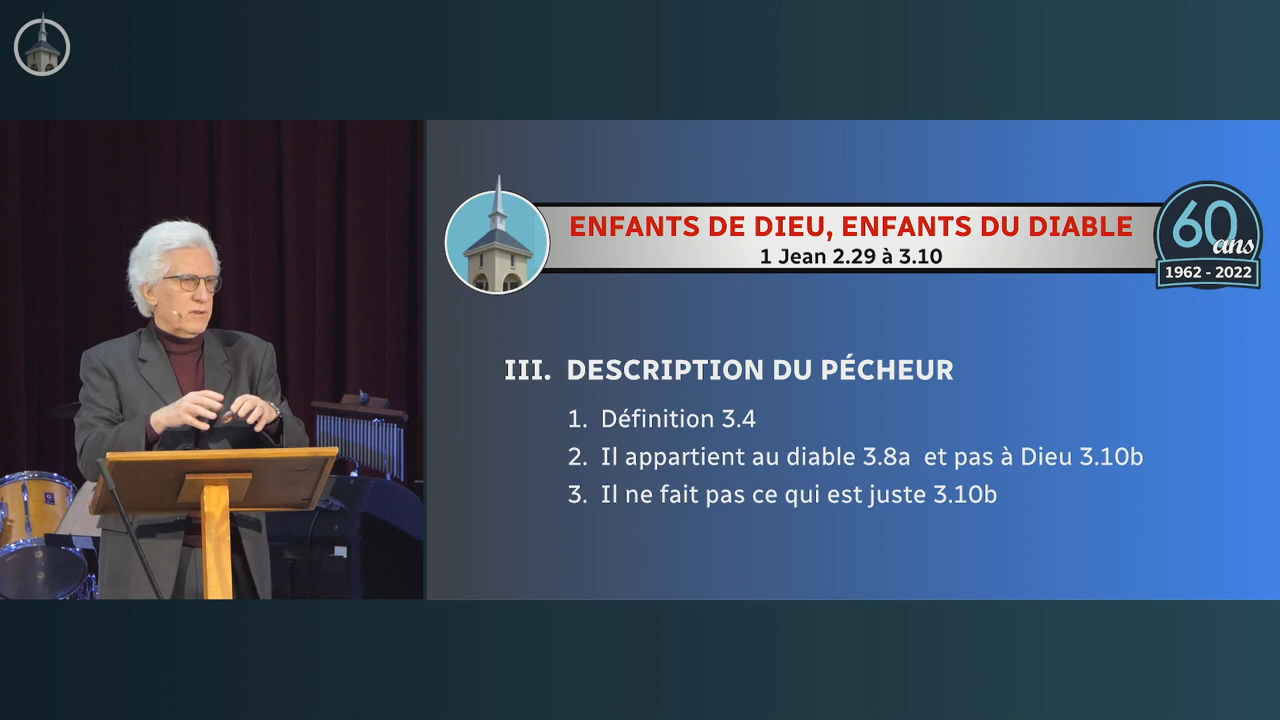 ENFANTS DE DIEU, ENFANTS DU DIABLE
1 Jean 2.29 à 3.10
60
ans
1962 - 2022
III. DESCRIPTION DU PÉCHEUR
1. Définition 3.4
2. Il appartient au diable 3.8a et pas à Dieu 3.10b
3. Il ne fait pas ce qui est juste 3.10b